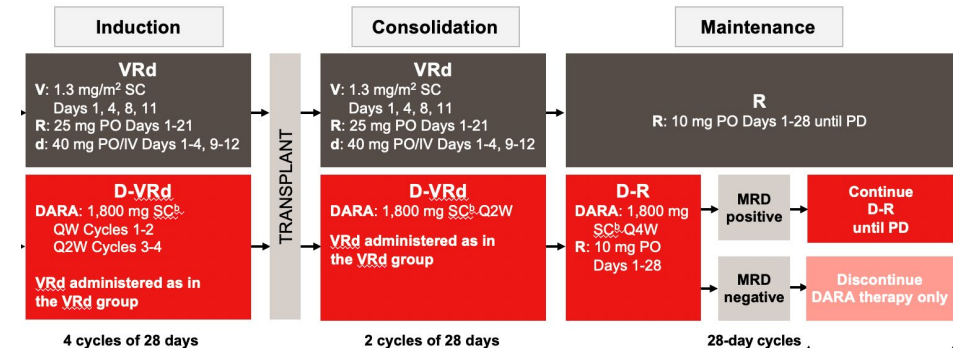 Induction
Consolidation
Maintenance
VRd
V: 1.3 mg/m² SC
Days 1, 4, 8, 11
R: 25 mg PO Days 1-21
d: 40 mg PO/IV Days 1-4, 9-12
TRANSPLANT
VRd
V: 1.3 mg/m² SC
Days 1, 4, 8, 11
R: 25 mg PO Days 1-21
d: 40 mg PO/IV Days 1-4, 9-12
R
R: 10 mg PO Days 1-28 until PD
D-VRd
DARA: 1,800 mg SCᵇ
QW Cycles 1-2
Q2W Cycles 3-4
VRd administered as in
the VRd group
D-VRd
DARA: 1,800 mg SCᵇ Q2W
VRd administered as in
the VRd group
D-R
DARA: 1,800 mg
SCᵇ Q4W
R: 10 mg PO
Days 1-28
MRD
positive
Continue
D-R
until PD
MRD
negative
Discontinue
DARA therapy only
4 cycles of 28 days
2 cycles of 28 days
28-day cycles